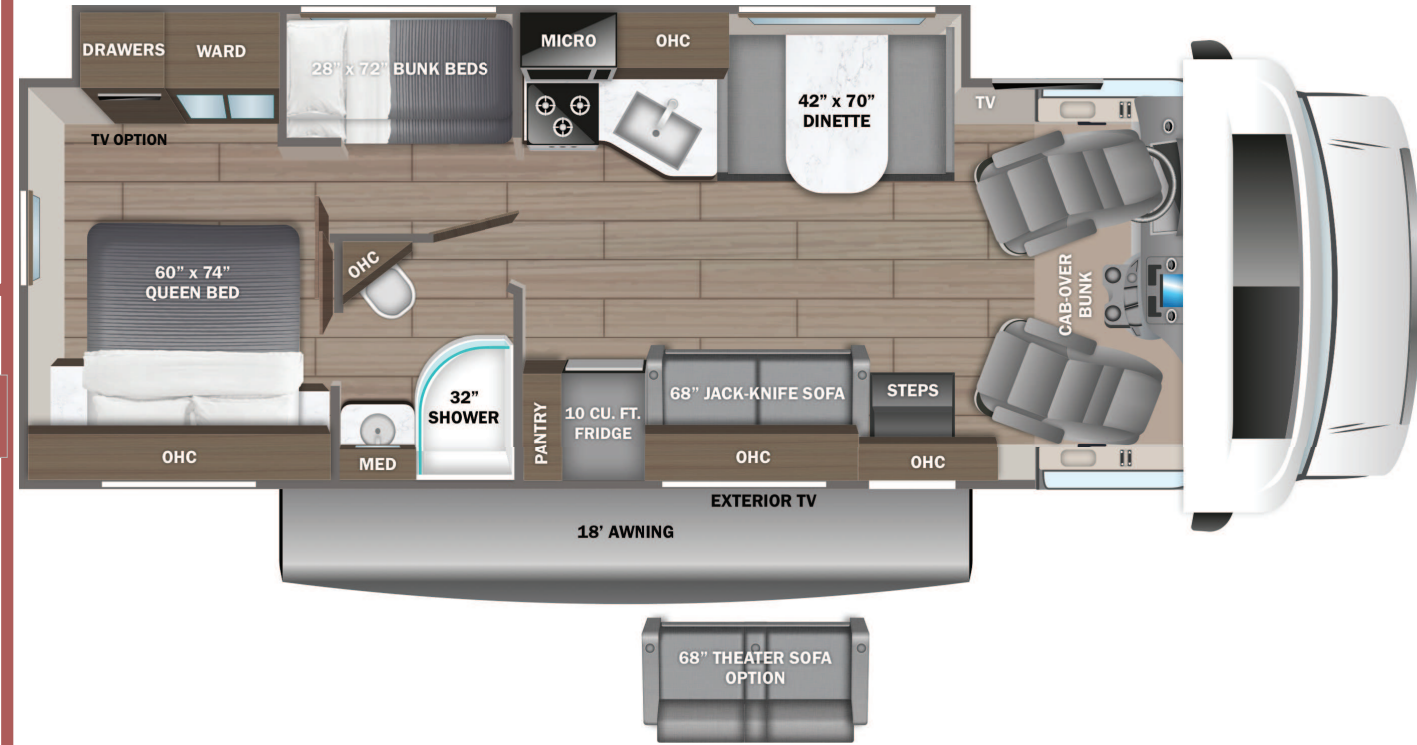 DRAWERS
WARD
28” x 72” BUNK BEDS
MICRO
OHC
42” x 70”
DINETTE
TV
TV OPTION
60” x 74”
QUEEN BED
OHC
CAB-OVER
BUNK
32”
SHOWER
PANTRY
10 CU. FT.
FRIDGE
68” JACK-KNIFE SOFA
STEPS
OHC
MED
OHC
OHC
EXTERIOR TV
18’ AWNING
68” THEATER SOFA
OPTION